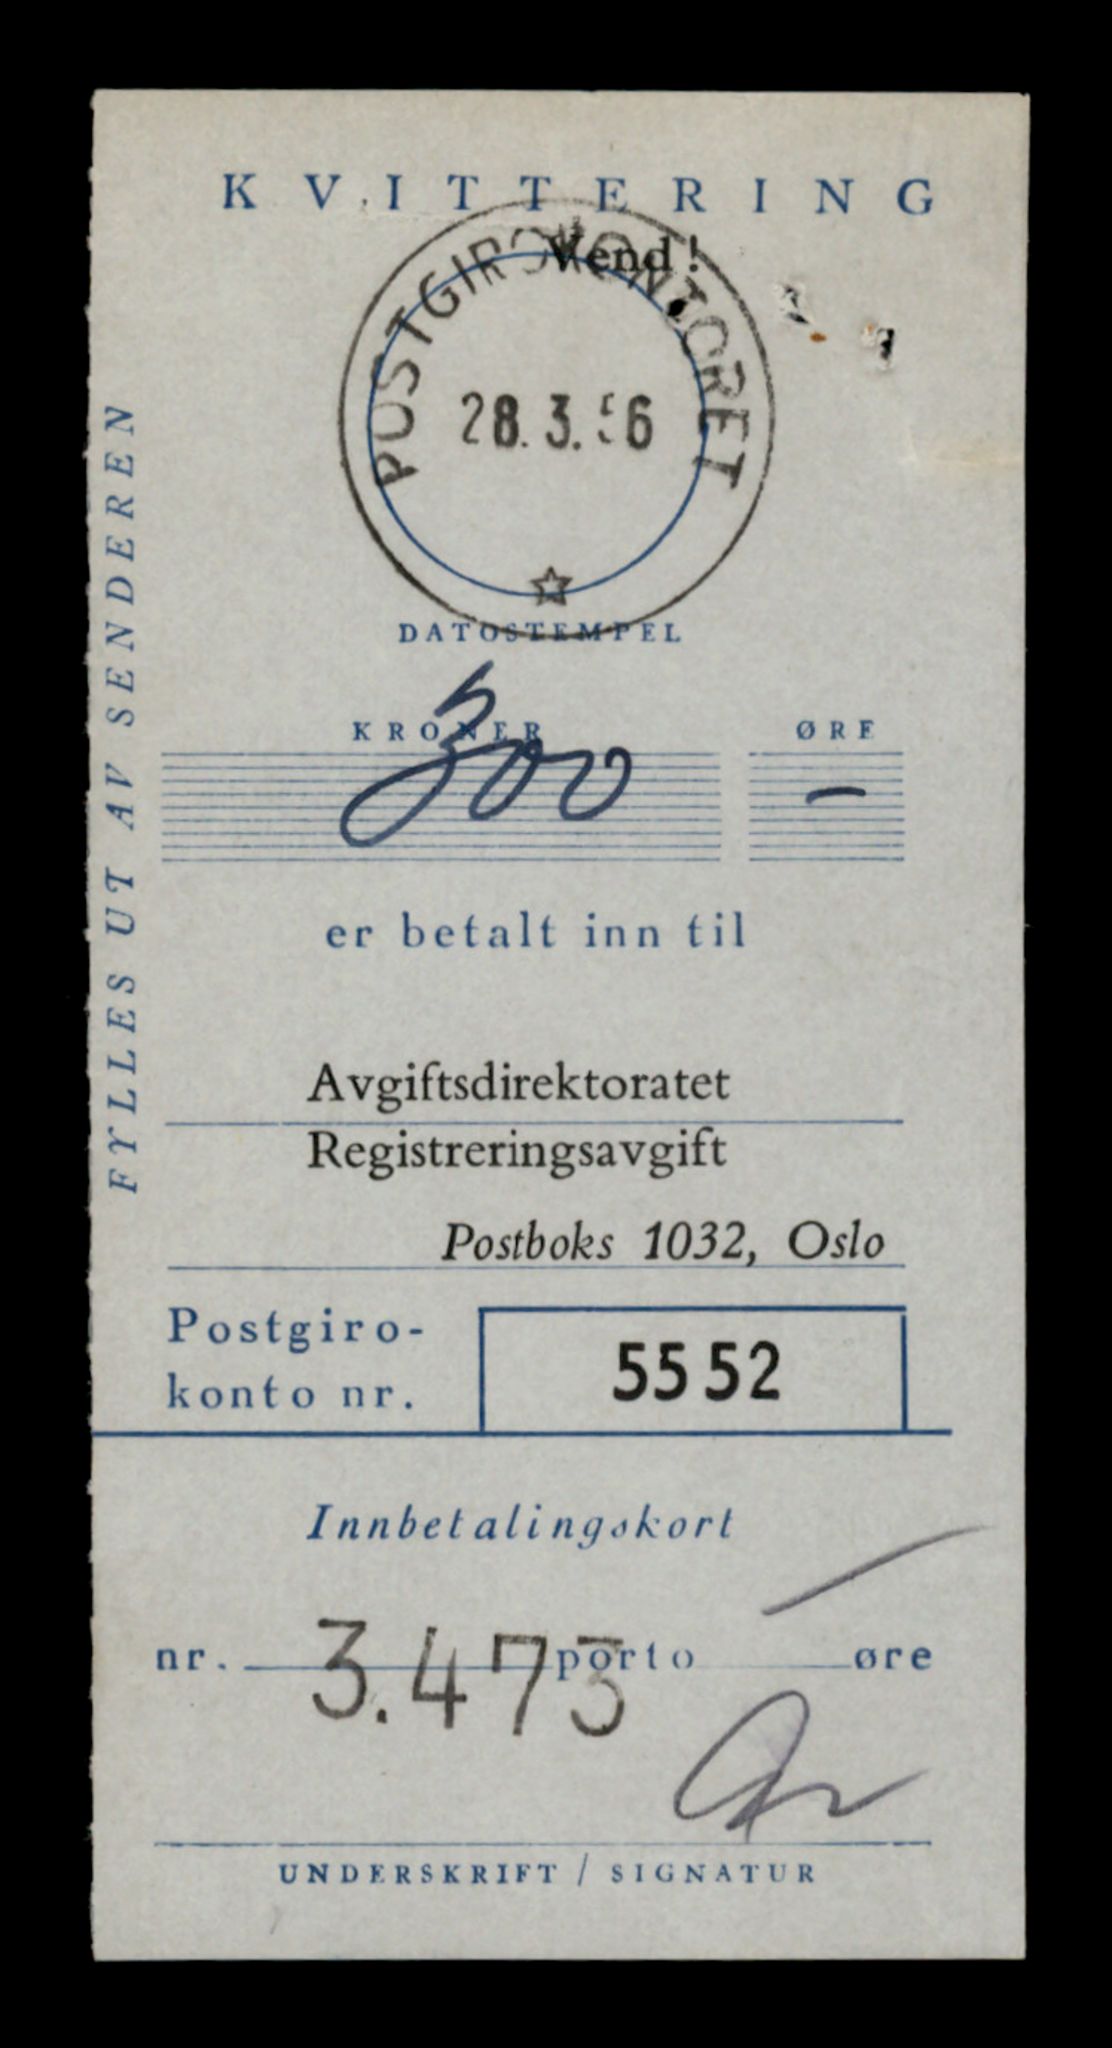 KVITTERING
Vend!
POSTGIROKONTORET
28.3.56
DATOSTEMPEL
KRONER ØRE
300 —
er betalt inn til
Avgiftsdirektoratet
Registreringsavgift
Postboks 1032, Oslo
Postgiro-
konto nr.
5552
Innbetalingskort
nr. 3.473 porto øre
UNDERSKRIFT / SIGNATUR
FYLLES UT AV SENDEREN